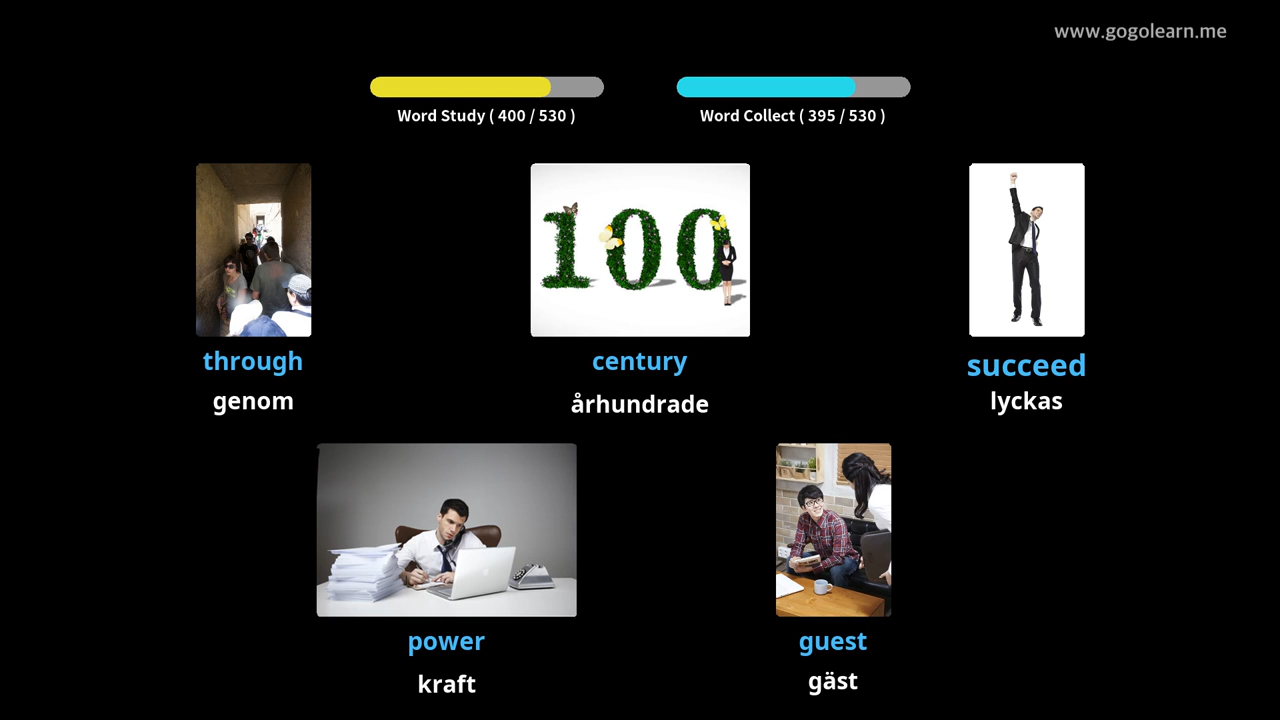 www.gogolearn.me
Word Study ( 400 / 530 )
Word Collect ( 395 / 530 )
100
through
genom
century
århundrade
succeed
lyckas
power
kraft
guest
gäst